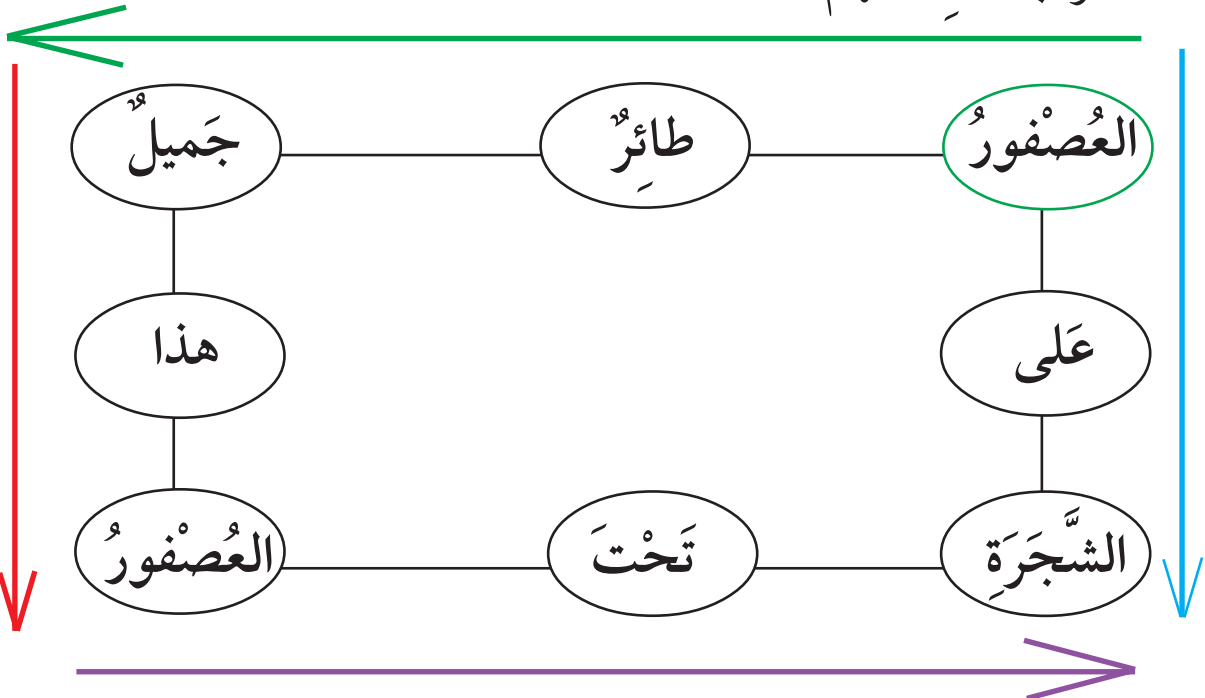 العُصْفورُ طائِرٌ جَميلٌ
عَلى هذا
الشَّجَرَةِ تَحْتَ العُصْفورُ